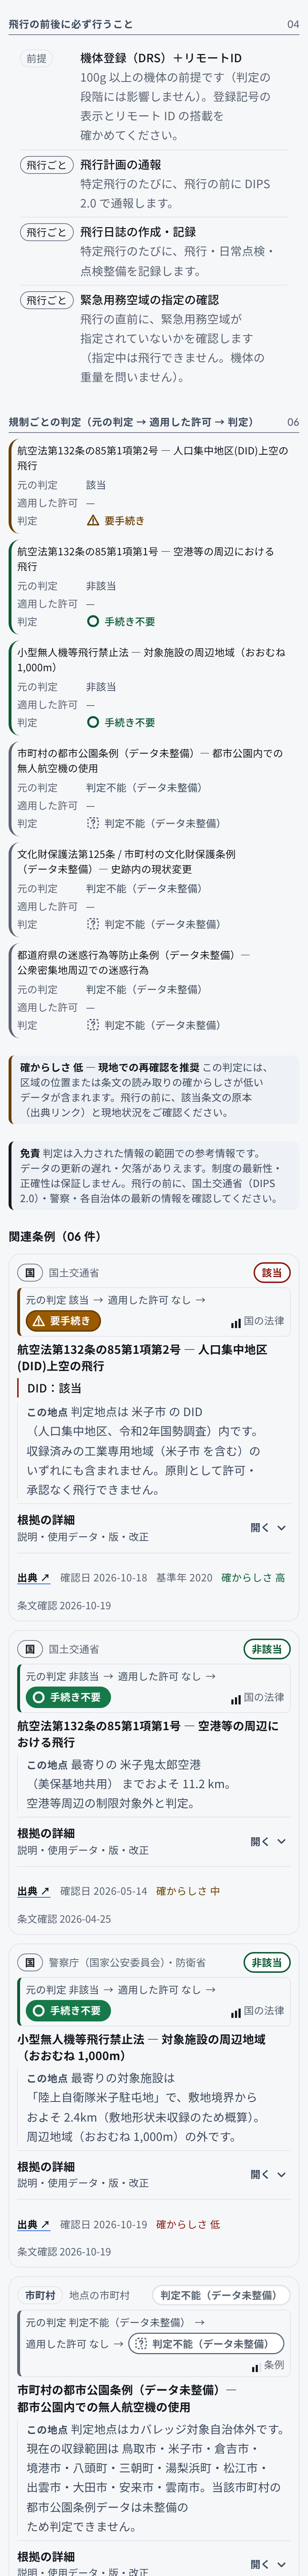 飛行の前後に必ず行うこと 04
前提 機体登録（DRS）＋リモートID
100g 以上の機体の前提です（判定の
段階には影響しません）。登録記号の
表示とリモート ID の搭載を
確かめてください。
飛行ごと 飛行計画の通報
特定飛行のたびに、飛行の前に DIPS
2.0 で通報します。
飛行ごと 飛行日誌の作成・記録
特定飛行のたびに、飛行・日常点検・
点検整備を記録します。
飛行ごと 緊急用務空域の指定の確認
飛行の直前に、緊急用務空域が
指定されていないかを確認します
（指定中は飛行できません。機体の
重量を問いません）。
規制ごとの判定（元の判定 → 適用した許可 → 判定） 06
航空法第132条の85第1項第2号 — 人口集中地区(DID)上空の
飛行
元の判定 該当
適用した許可 —
判定 要手続き
航空法第132条の85第1項第1号 — 空港等の周辺における
飛行
元の判定 非該当
適用した許可 —
判定 手続き不要
小型無人機等飛行禁止法 — 対象施設の周辺地域（おおむね
1,000m）
元の判定 非該当
適用した許可 —
判定 手続き不要
市町村の都市公園条例（データ未整備）— 都市公園内での
無人航空機の使用
元の判定 判定不能（データ未整備）
適用した許可 —
判定 判定不能（データ未整備）
文化財保護法第125条 / 市町村の文化財保護条例
（データ未整備）— 史跡内の現状変更
元の判定 判定不能（データ未整備）
適用した許可 —
判定 判定不能（データ未整備）
都道府県の迷惑行為等防止条例（データ未整備）—
公衆密集地周辺での迷惑行為
元の判定 判定不能（データ未整備）
適用した許可 —
判定 判定不能（データ未整備）
確からしさ 低 — 現地での再確認を推奨 この判定には、
区域の位置または条文の読み取りの確からしさが低い
データが含まれます。飛行の前に、該当条文の原本
（出典リンク）と現地状況をご確認ください。
免責 判定は入力された情報の範囲での参考情報です。
データの更新の遅れ・欠落がありえます。制度の最新性・
正確性は保証しません。飛行の前に、国土交通省（DIPS
2.0）・警察・各自治体の最新の情報を確認してください。
関連条例（06 件）
国 国土交通省 該当
元の判定 該当 → 適用した許可 なし →
要手続き 国の法律
航空法第132条の85第1項第2号 — 人口集中地区
(DID)上空の飛行
DID：該当
この地点 判定地点は 米子市 の DID
（人口集中地区、令和2年国勢調査）内です。
収録済みの工業専用地域（米子市 を含む）の
いずれにも含まれません。原則として許可・
承認なく飛行できません。
根拠の詳細
説明・使用データ・版・改正 開く
出典 ↗ 確認日 2026-10-18 基準年 2020 確からしさ 高
条文確認 2026-10-19
国 国土交通省 非該当
元の判定 非該当 → 適用した許可 なし →
手続き不要 国の法律
航空法第132条の85第1項第1号 — 空港等の周辺に
おける飛行
この地点 最寄りの 米子鬼太郎空港
（美保基地共用） までおよそ 11.2 km。
空港等周辺の制限対象外と判定。
根拠の詳細
説明・使用データ・版・改正 開く
出典 ↗ 確認日 2026-05-14 確からしさ 中
条文確認 2026-04-25
国 警察庁（国家公安委員会）・防衛省 非該当
元の判定 非該当 → 適用した許可 なし →
手続き不要 国の法律
小型無人機等飛行禁止法 — 対象施設の周辺地域
（おおむね 1,000m）
この地点 最寄りの対象施設は
「陸上自衛隊米子駐屯地」で、敷地境界から
およそ 2.4km（敷地形状未収録のため概算）。
周辺地域（おおむね 1,000m）の外です。
根拠の詳細
説明・使用データ・版・改正 開く
出典 ↗ 確認日 2026-10-19 確からしさ 低
条文確認 2026-10-19
市町村 地点の市町村 判定不能（データ未整備）
元の判定 判定不能（データ未整備） →
適用した許可 なし → 判定不能（データ未整備）
条例
市町村の都市公園条例（データ未整備）—
都市公園内での無人航空機の使用
この地点 判定地点はカバレッジ対象自治体外です。
現在の収録範囲は 鳥取市・米子市・倉吉市・
境港市・八頭町・三朝町・湯梨浜町・松江市・
出雲市・大田市・安来市・雲南市。当該市町村の
都市公園条例データは未整備の
ため判定できません。
根拠の詳細
説明・使用データ・版・改正 開く